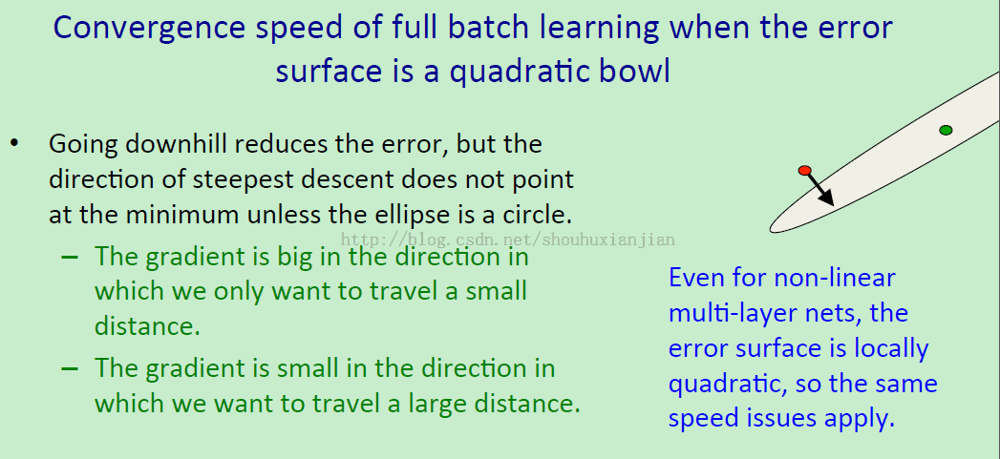 Convergence speed of full batch learning when the error
surface is a quadratic bowl
• Going downhill reduces the error, but the
direction of steepest descent does not point
at the minimum unless the ellipse is a circle.
http://blog.csdn.net/shouhuxianjian
– The gradient is big in the direction in
which we only want to travel a small
distance.
– The gradient is small in the direction in
which we want to travel a large distance.
Even for non-linear
multi-layer nets, the
error surface is locally
quadratic, so the same
speed issues apply.